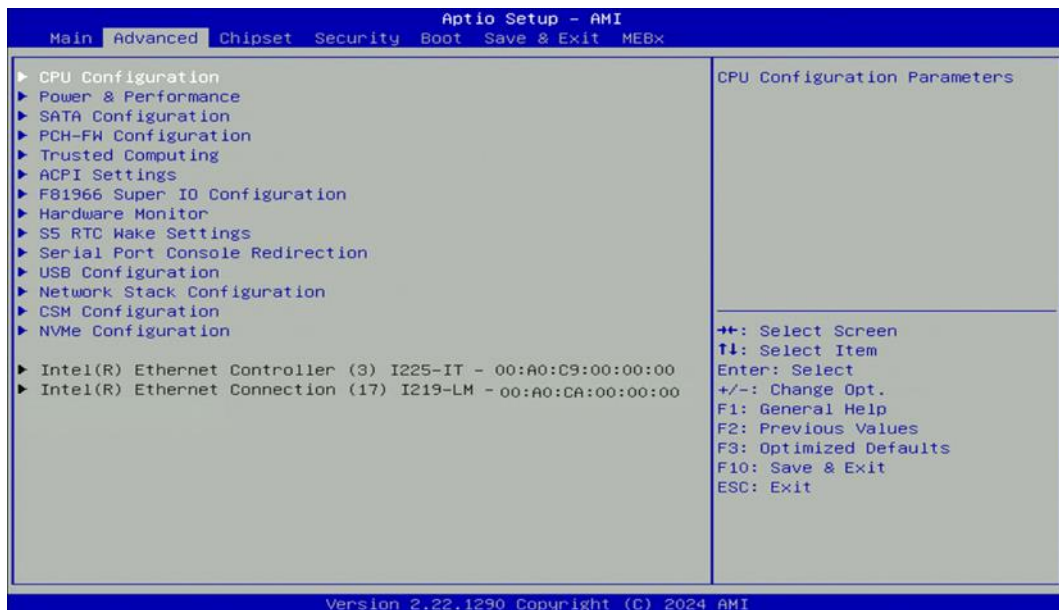 Aptio Setup - AMI
Main Advanced Chipset Security Boot Save & Exit MEBx
▶ CPU Configuration
▶ Power & Performance
▶ SATA Configuration
▶ PCH-FW Configuration
▶ Trusted Computing
▶ ACPI Settings
▶ F81966 Super IO Configuration
▶ Hardware Monitor
▶ S5 RTC Wake Settings
▶ Serial Port Console Redirection
▶ USB Configuration
▶ Network Stack Configuration
▶ CSM Configuration
▶ NVMe Configuration
▶ Intel(R) Ethernet Controller (3) I225-IT - 00:A0:C9:00:00:00
▶ Intel(R) Ethernet Connection (17) I219-LM - 00:A0:CA:00:00:00
CPU Configuration Parameters
→←: Select Screen
↑↓: Select Item
Enter: Select
+/-: Change Opt.
F1: General Help
F2: Previous Values
F3: Optimized Defaults
F10: Save & Exit
ESC: Exit
Version 2.22.1290 Copyright (C) 2024 AMI